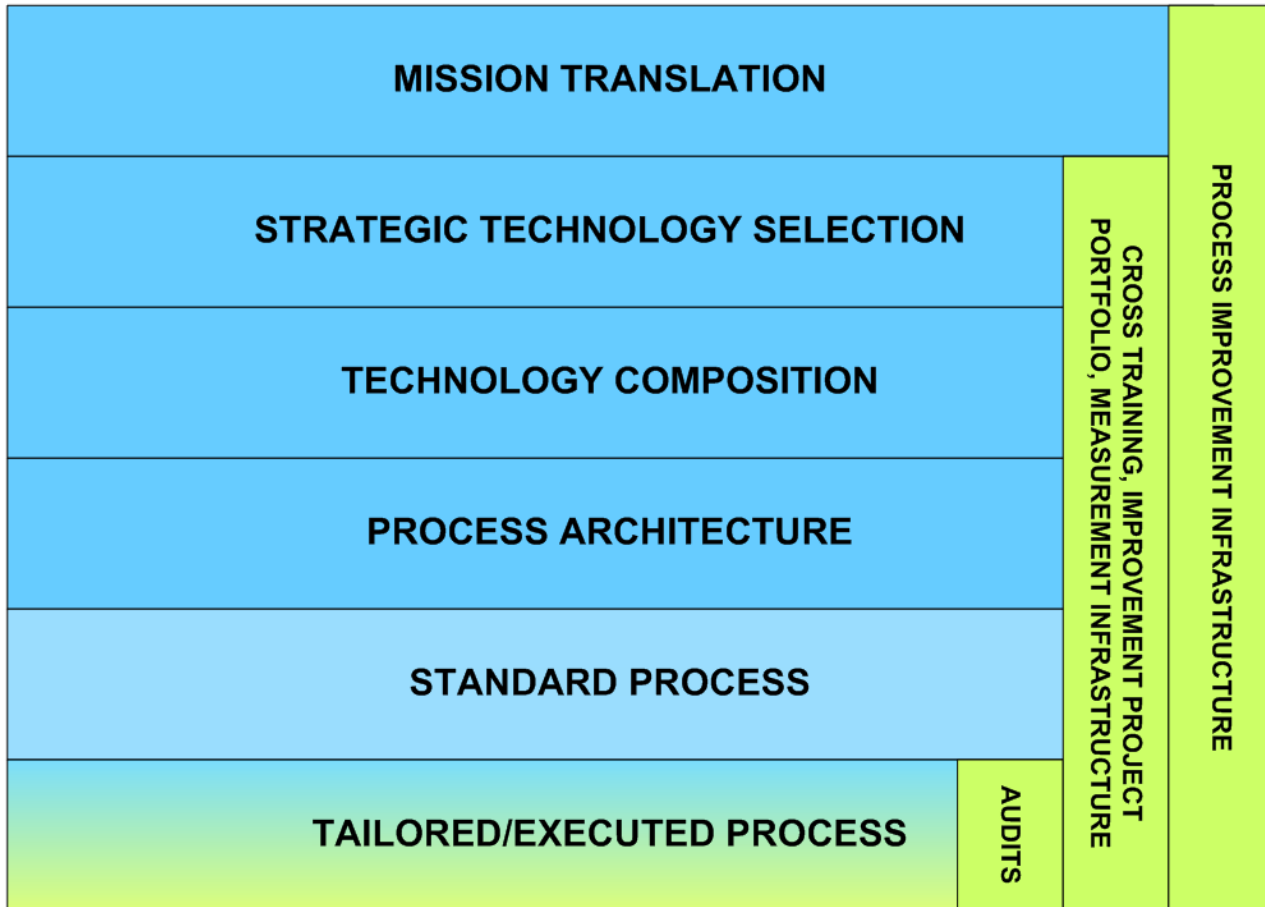 MISSION TRANSLATION
STRATEGIC TECHNOLOGY SELECTION
TECHNOLOGY COMPOSITION
PROCESS ARCHITECTURE
STANDARD PROCESS
TAILORED/EXECUTED PROCESS
AUDITS
CROSS TRAINING, IMPROVEMENT PROJECT
PORTFOLIO, MEASUREMENT INFRASTRUCTURE
PROCESS IMPROVEMENT INFRASTRUCTURE